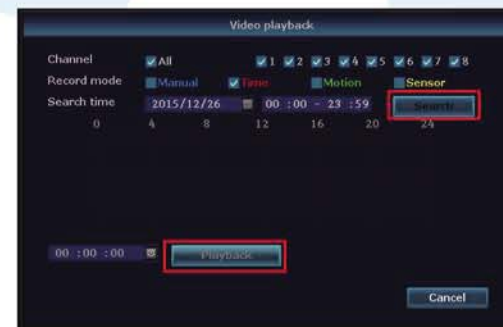 Video playback
Channel All 1 2 3 4 5 6 7 8
Record mode Manual Time Motion Sensor
Search time 2015/12/26 00 :00 - 23 :59 Search
0 4 8 12 16 20 24
00 :00 :00 Playback
Cancel